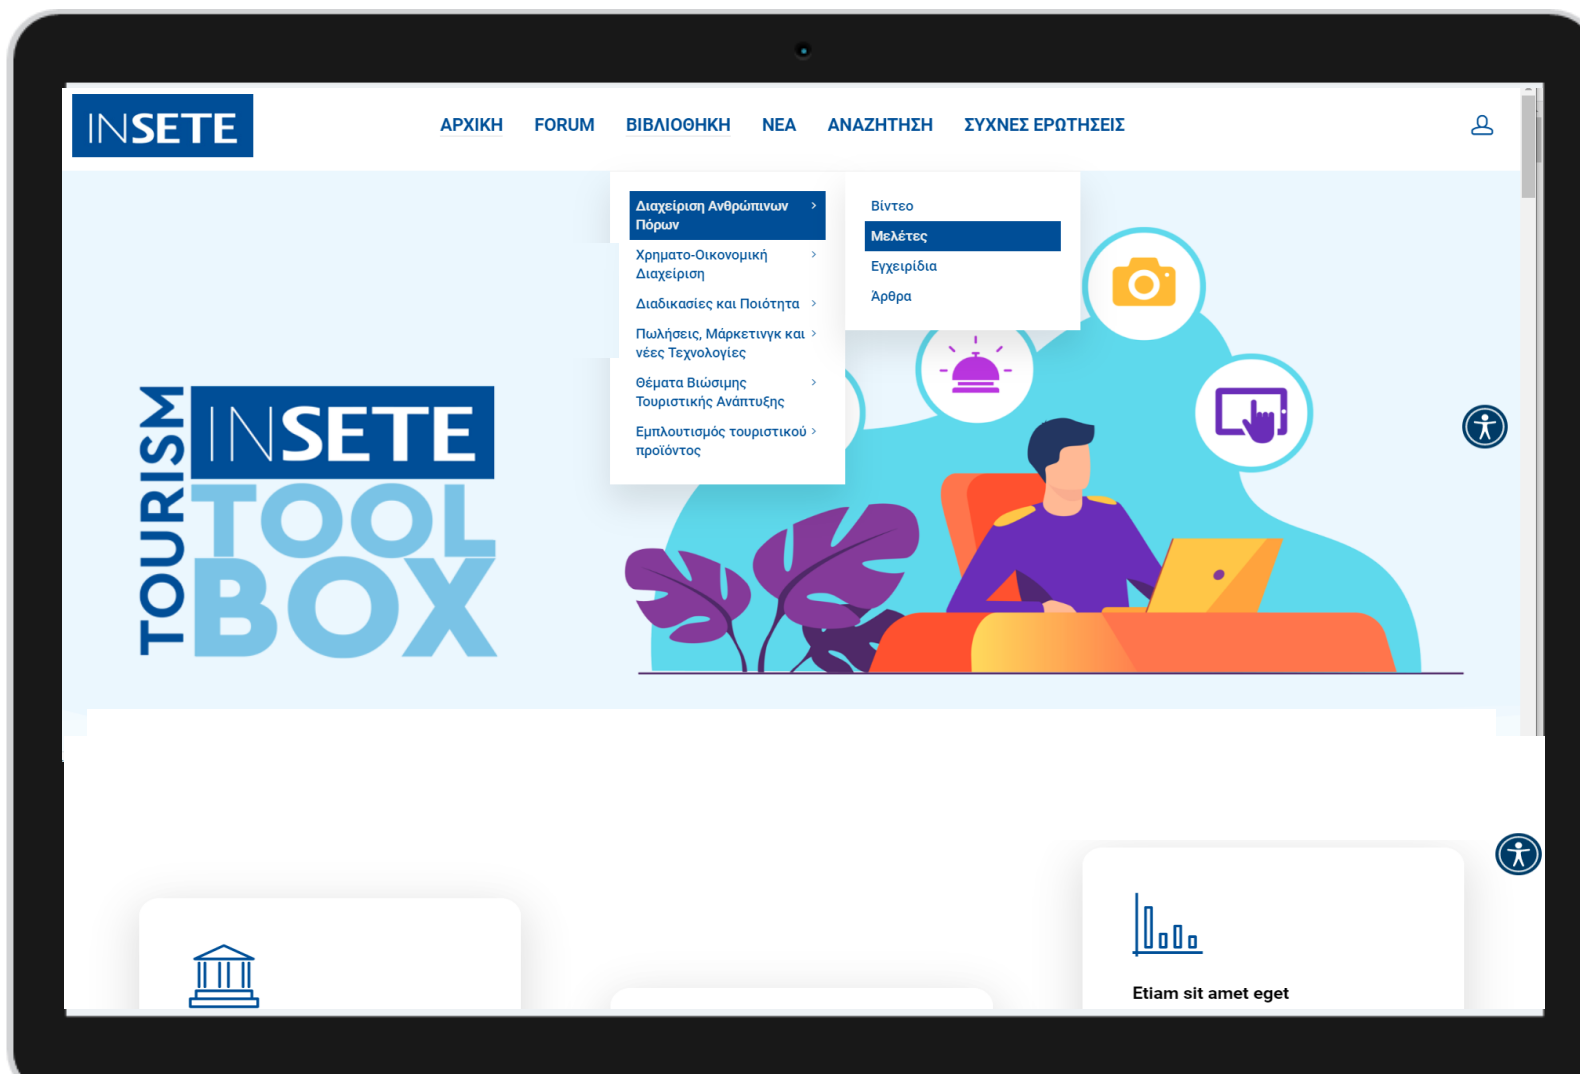 INSETE
ΑΡΧΙΚΗ FORUM ΒΙΒΛΙΟΘΗΚΗ ΝΕΑ ΑΝΑΖΗΤΗΣΗ ΣΥΧΝΕΣ ΕΡΩΤΗΣΕΙΣ
Διαχείριση Ανθρώπινων
Πόρων
Χρηματο-Οικονομική
Διαχείριση
Διαδικασίες και Ποιότητα
Πωλήσεις, Μάρκετινγκ και
νέες Τεχνολογίες
Θέματα Βιώσιμης
Τουριστικής Ανάπτυξης
Εμπλουτισμός τουριστικού
προϊόντος
Βίντεο
Μελέτες
Εγχειρίδια
Άρθρα
TOURISM
INSETE
TOOL
BOX
Etiam sit amet eget